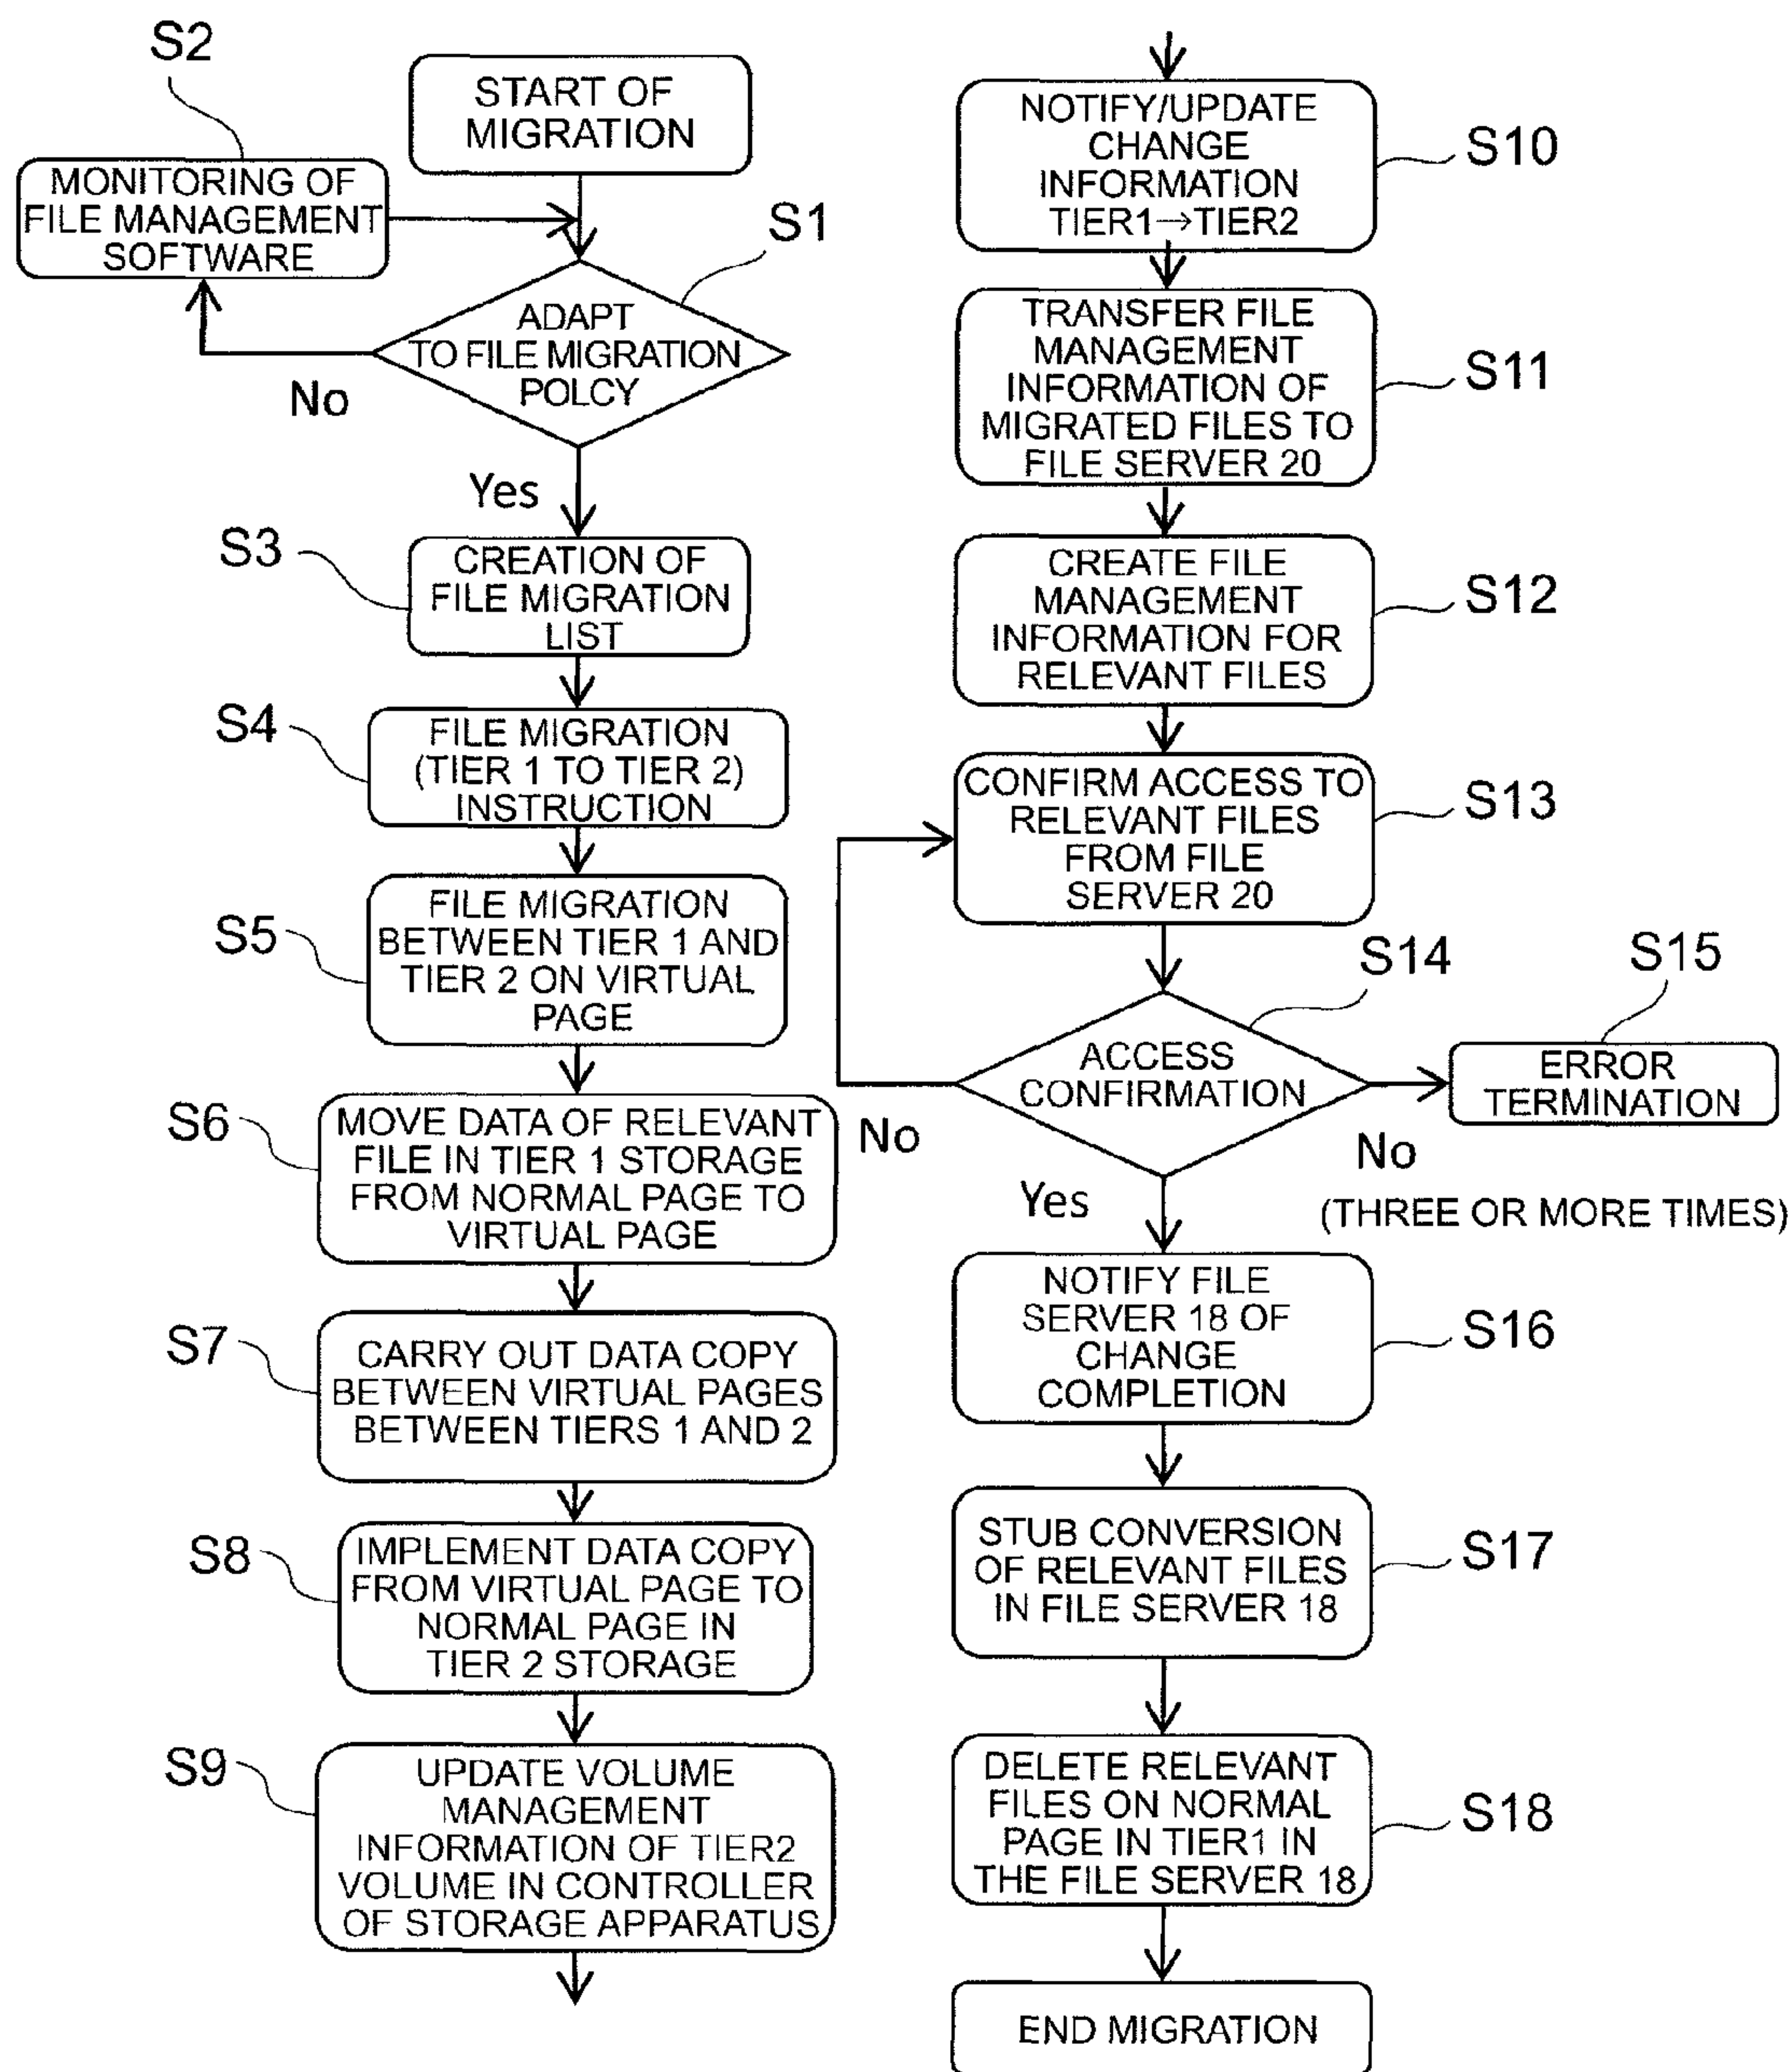 S2
START OF
MIGRATION
MONITORING OF
FILE MANAGEMENT
SOFTWARE
S1
ADAPT
TO FILE MIGRATION
POLCY
No
Yes
S3
CREATION OF
FILE MIGRATION
LIST
S4
FILE MIGRATION
(TIER 1 TO TIER 2)
INSTRUCTION
S5
FILE MIGRATION
BETWEEN TIER 1 AND
TIER 2 ON VIRTUAL
PAGE
S6
MOVE DATA OF RELEVANT
FILE IN TIER 1 STORAGE
FROM NORMAL PAGE TO
VIRTUAL PAGE
S7
CARRY OUT DATA COPY
BETWEEN VIRTUAL PAGES
BETWEEN TIERS 1 AND 2
S8
IMPLEMENT DATA COPY
FROM VIRTUAL PAGE TO
NORMAL PAGE IN
TIER 2 STORAGE
S9
UPDATE VOLUME
MANAGEMENT
INFORMATION OF TIER2
VOLUME IN CONTROLLER
OF STORAGE APPARATUS
NOTIFY/UPDATE
CHANGE
INFORMATION
TIER1→TIER2
S10
TRANSFER FILE
MANAGEMENT
INFORMATION OF
MIGRATED FILES TO
FILE SERVER 20
S11
CREATE FILE
MANAGEMENT
INFORMATION FOR
RELEVANT FILES
S12
CONFIRM ACCESS TO
RELEVANT FILES
FROM FILE
SERVER 20
S13
S14
ACCESS
CONFIRMATION
S15
ERROR
TERMINATION
No
No
(THREE OR MORE TIMES)
Yes
NOTIFY FILE
SERVER 18 OF
CHANGE
COMPLETION
S16
STUB CONVERSION
OF RELEVANT FILES
IN FILE SERVER 18
S17
DELETE RELEVANT
FILES ON NORMAL
PAGE IN TIER1 IN
THE FILE SERVER 18
S18
END MIGRATION